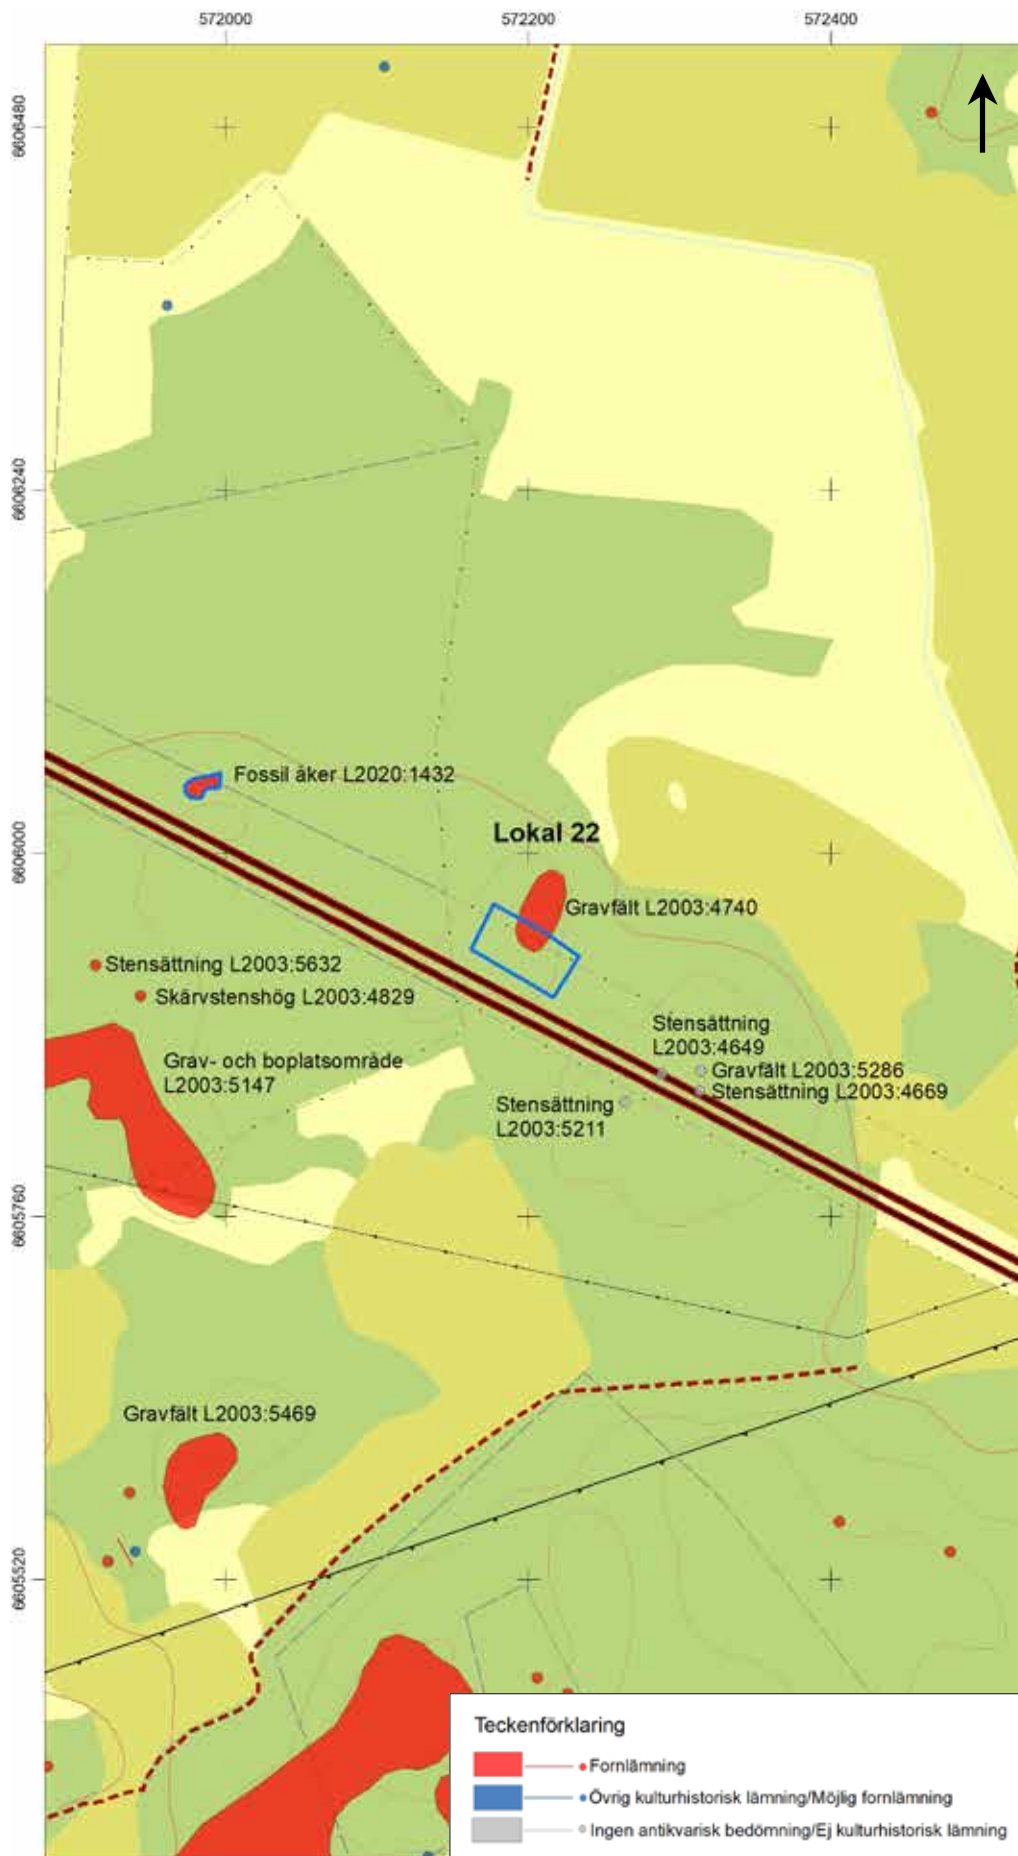 572000
572200
572400
6606480
6606240
Fossil åker L2020:1432
Lokal 22
6606000
Gravfält L2003:4740
Stensättning L2003:5632
Skärvstenshög L2003:4829
Stensättning
L2003:4649
Grav- och boplatsområde
L2003:5147
Gravfält L2003:5286
Stensättning L2003:4669
Stensättning
L2003:5211
6605760
Gravfält L2003:5469
6605520
Teckenförklaring
Fornlämning
Övrig kulturhistorisk lämning/Möjlig fornlämning
Ingen antikvarisk bedömning/Ej kulturhistorisk lämning